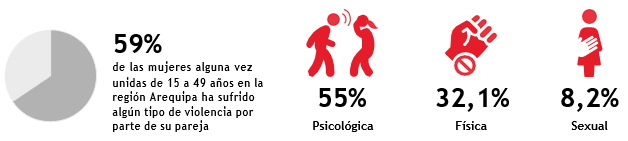 59%
de las mujeres alguna vez
unidas de 15 a 49 años en la
región Arequipa ha sufrido
algún tipo de violencia por
parte de su pareja
55%
Psicológica
32,1%
Física
8,2%
Sexual